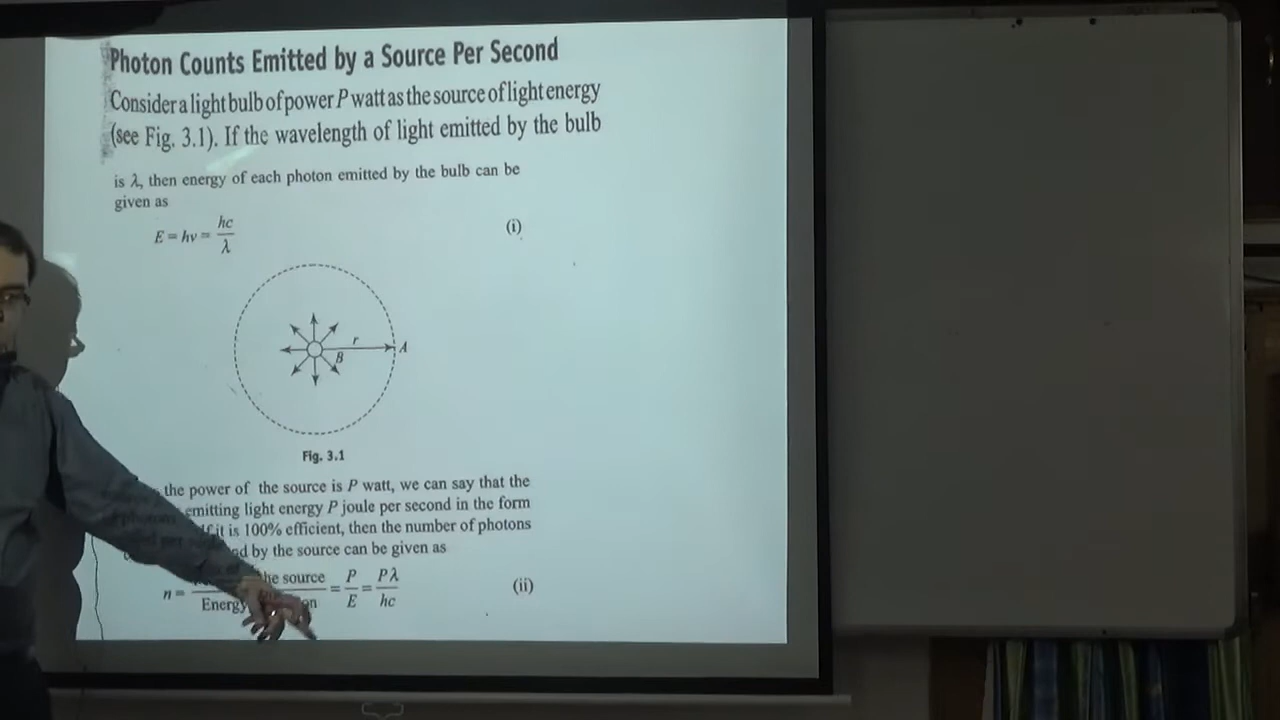 Photon Counts Emitted by a Source Per Second
Consider a light bulb of power P watt as the source of light energy
(see Fig. 3.1). If the wavelength of light emitted by the bulb
is λ, then energy of each photon emitted by the bulb can be
given as
E = hν = hc/λ (i)
r
A
B
Fig. 3.1
the power of the source is P watt, we can say that the
emitting light energy P joule per second in the form
it is 100% efficient, then the number of photons
by the source can be given as
n = the source / Energy = P/E = Pλ/hc (ii)